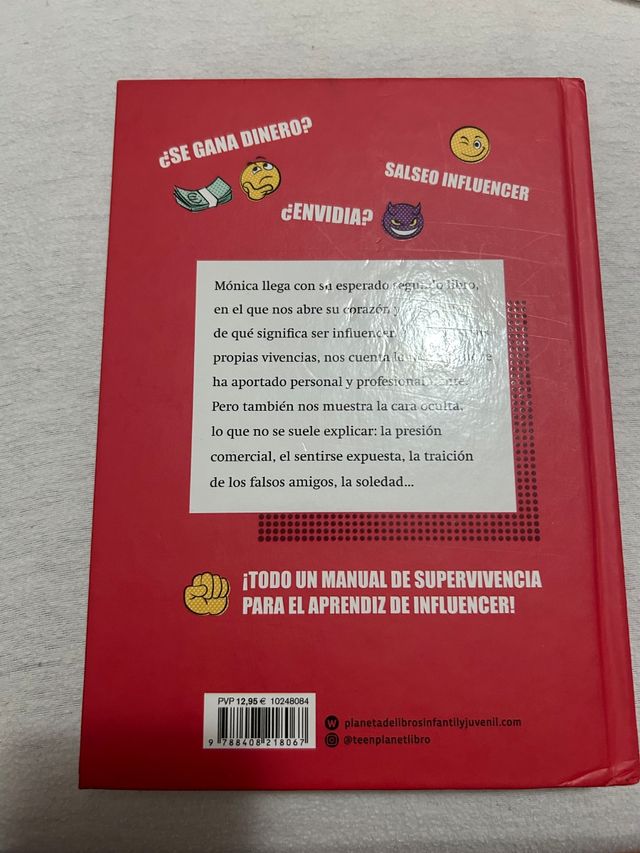 ¿SE GANA DINERO?
SALSEO INFLUENCER
¿ENVIDIA?
Mónica llega con su esperado segundo libro,
en el que nos abre su corazón y
de qué significa ser influencer.
propias vivencias, nos cuenta
ha aportado personal y profesionalmente.
Pero también nos muestra la cara oculta,
lo que no se suele explicar: la presión
comercial, el sentirse expuesta, la traición
de los falsos amigos, la soledad...
¡TODO UN MANUAL DE SUPERVIVENCIA
PARA EL APRENDIZ DE INFLUENCER!
PVP 12,95 € 10248084
9 788408 218067
planetadelibrosinfantilyjuvenil.com
@teenplanetlibro